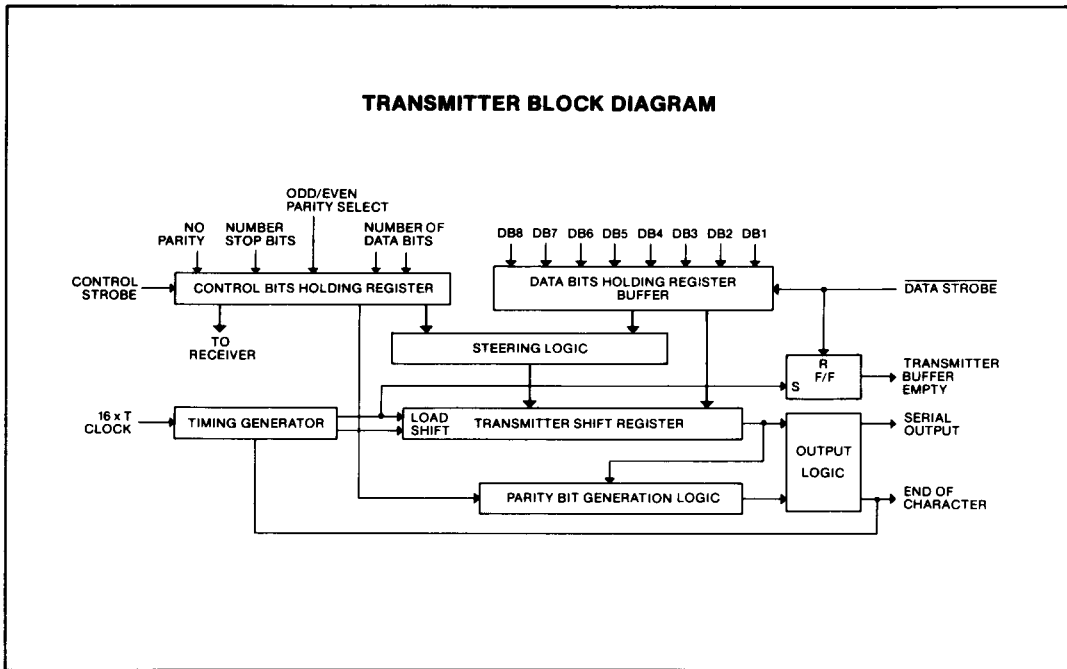 TRANSMITTER BLOCK DIAGRAM
ODD/EVEN
PARITY SELECT
NO
PARITY
NUMBER
STOP BITS
NUMBER OF
DATA BITS
DB8 DB7 DB6 DB5 DB4 DB3 DB2 DB1
CONTROL
STROBE
CONTROL BITS HOLDING REGISTER
DATA BITS HOLDING REGISTER
BUFFER
DATA STROBE
TO
RECEIVER
STEERING LOGIC
R
F/F
S
TRANSMITTER
BUFFER
EMPTY
16 x T
CLOCK
TIMING GENERATOR
LOAD
SHIFT
TRANSMITTER SHIFT REGISTER
SERIAL
OUTPUT
OUTPUT
LOGIC
PARITY BIT GENERATION LOGIC
END OF
CHARACTER